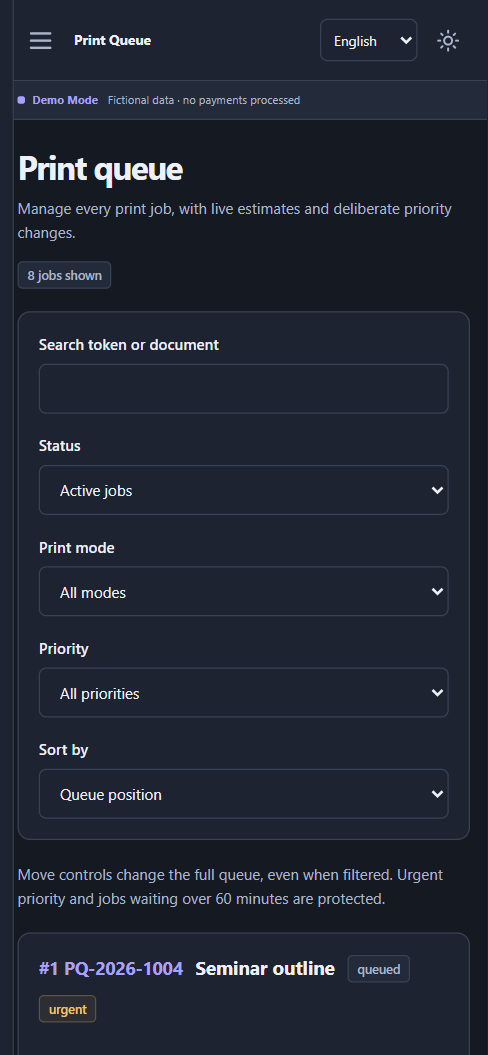 Print Queue
English
Demo Mode Fictional data · no payments processed
Print queue
Manage every print job, with live estimates and deliberate priority
changes.
8 jobs shown
Search token or document
Status
Active jobs
Print mode
All modes
Priority
All priorities
Sort by
Queue position
Move controls change the full queue, even when filtered. Urgent
priority and jobs waiting over 60 minutes are protected.
#1 PQ-2026-1004 Seminar outline queued
urgent